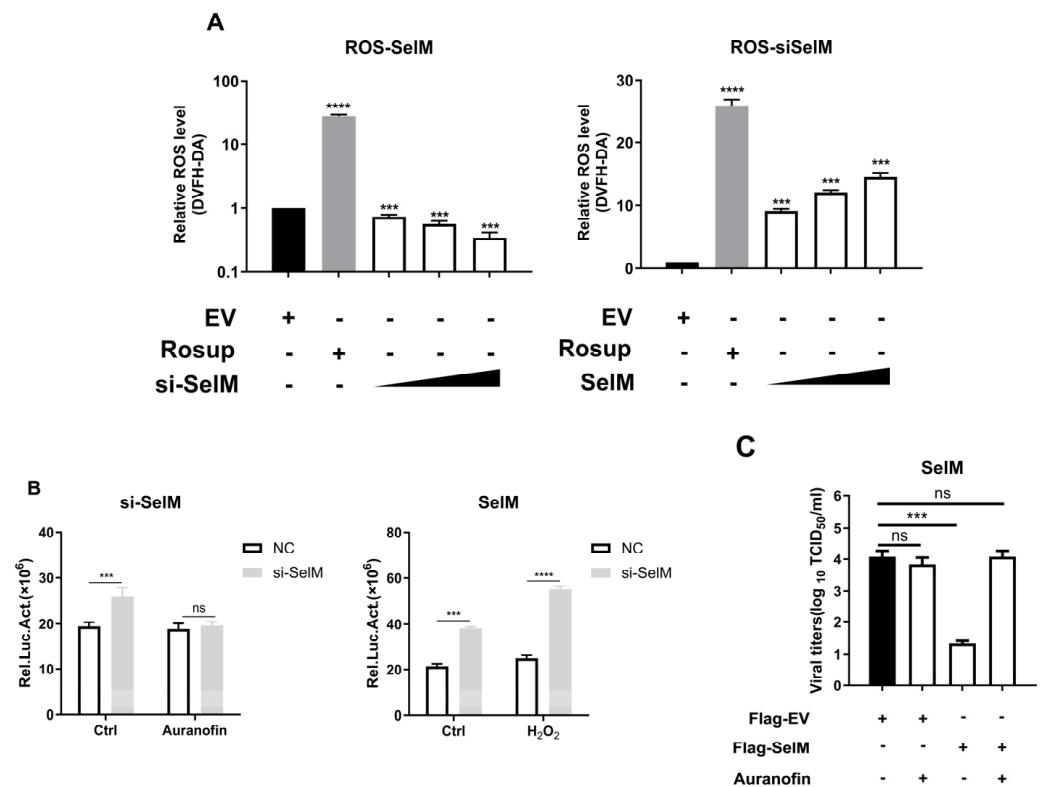 A
ROS-SelM
Relative ROS level
(DVFH-DA)
100
10
1
0.1
****
***
***
***
EV + - - - -
Rosup - + - - -
si-SelM - -
ROS-siSelM
Relative ROS level
(DVFH-DA)
30
20
10
0
****
***
***
***
EV + - - - -
Rosup - + - - -
SelM - -
B
si-SelM
Rel.Luc.Act.(×10⁶)
40
30
20
10
0
***
ns
NC
si-SelM
Ctrl Auranofin
SelM
Rel.Luc.Act.(×10⁶)
80
60
40
20
0
***
****
NC
si-SelM
Ctrl H₂O₂
C
SelM
Viral titers(log ₁₀ TCID₅₀/ml)
6
5
4
3
2
1
0
ns
***
ns
Flag-EV + + - -
Flag-SelM - - + +
Auranofin - + - +